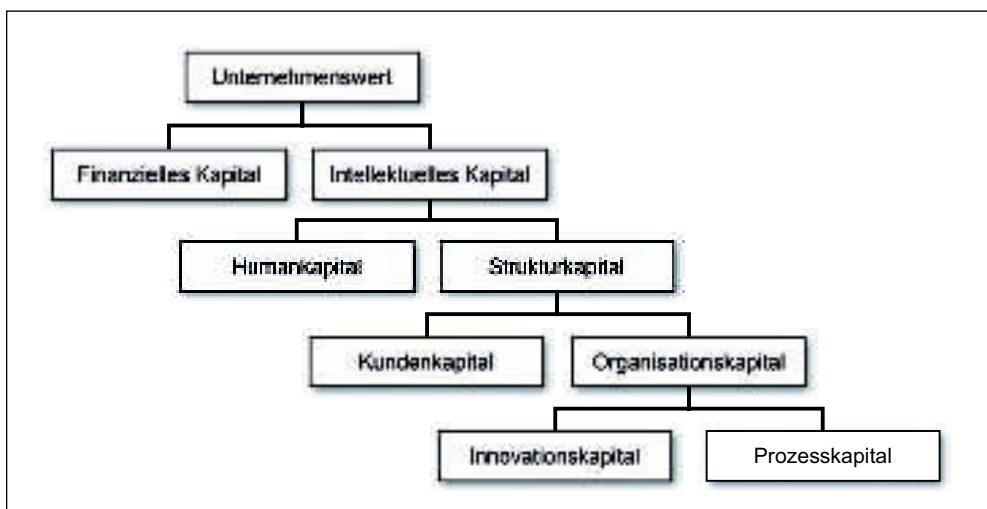 Unternehmenswert
Finanzielles Kapital
Intellektuelles Kapital
Humankapital
Strukturkapital
Kundenkapital
Organisationskapital
Innovationskapital
Prozesskapital